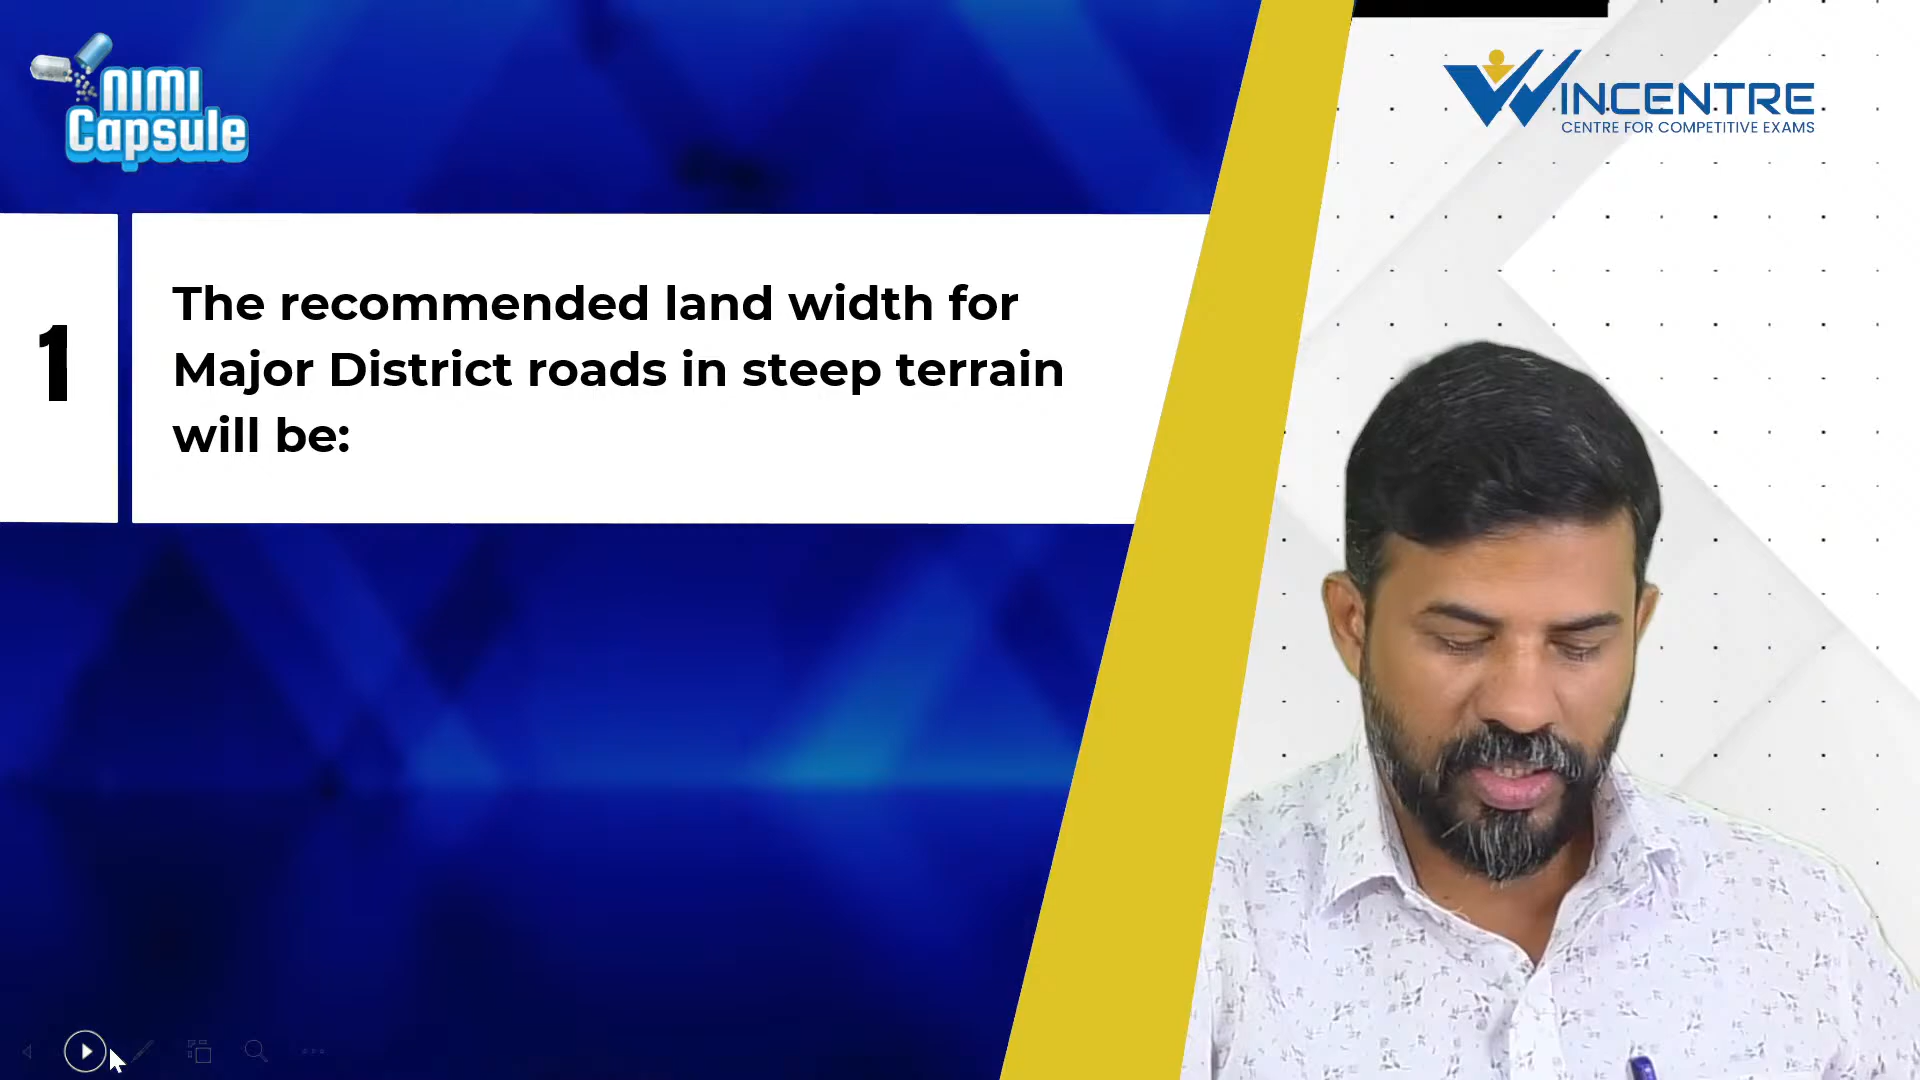 NIMI
Capsule
WINCENTRE
CENTRE FOR COMPETITIVE EXAMS
1
The recommended land width for
Major District roads in steep terrain
will be: